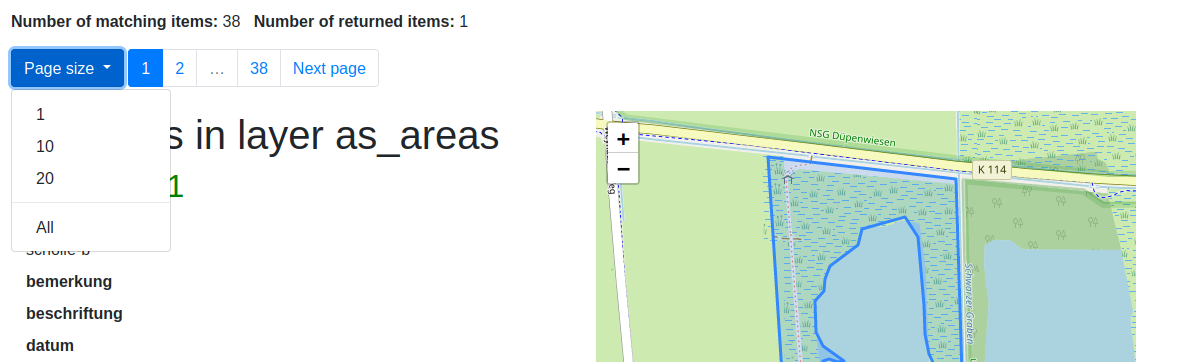 Number of matching items: 38 Number of returned items: 1
Page size 1 2 ... 38 Next page
1
10
20
All
s in layer as_areas
1
bemerkung
beschriftung
datum
+
−
NSG Düpenwiesen
K 114
Schwarzer Graben